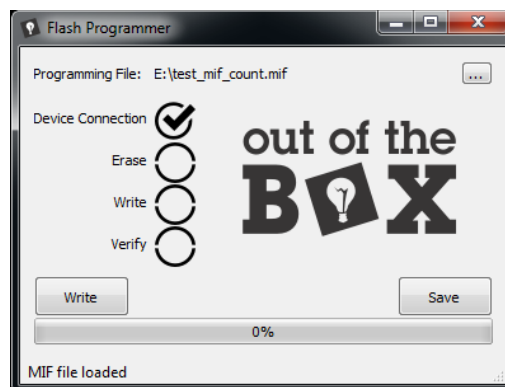 Flash Programmer
Programming File: E:\test_mif_count.mif
...
Device Connection
Erase
Write
Verify
out of the
BOX
Write
Save
0%
MIF file loaded